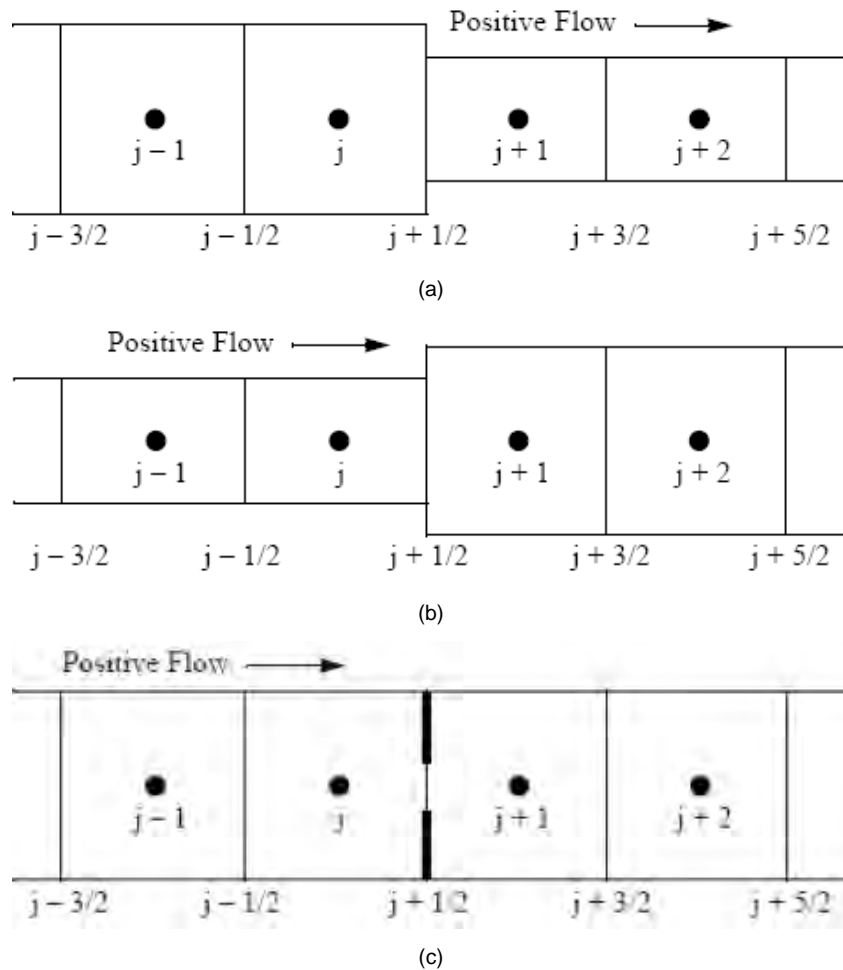 Positive Flow
j – 1 j j + 1 j + 2
j – 3/2 j – 1/2 j + 1/2 j + 3/2 j + 5/2
(a)
Positive Flow
j – 1 j j + 1 j + 2
j – 3/2 j – 1/2 j + 1/2 j + 3/2 j + 5/2
(b)
Positive Flow
j – 1 j j + 1 j + 2
j – 3/2 j – 1/2 j + 1/2 j + 3/2 j + 5/2
(c)